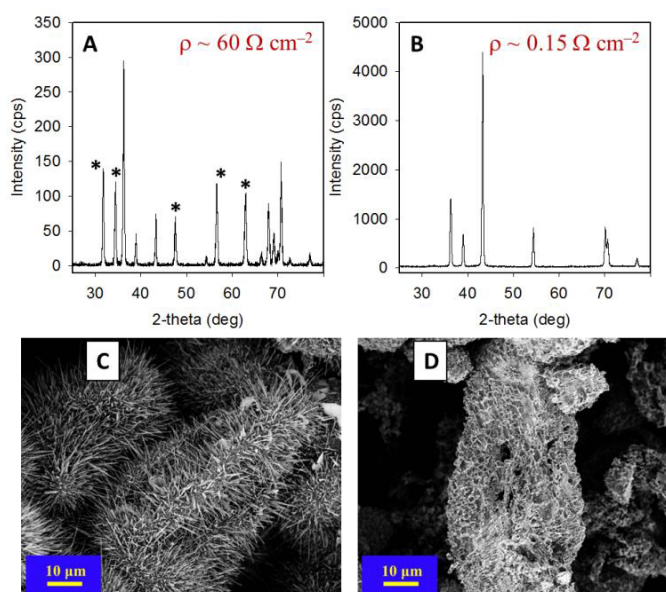 A
ρ ~ 60 Ω cm⁻²
Intensity (cps)
350
300
250
200
150
100
50
0
* * * * *
30 40 50 60 70
2-theta (deg)
B
ρ ~ 0.15 Ω cm⁻²
Intensity (cps)
5000
4000
3000
2000
1000
0
30 40 50 60 70
2-theta (deg)
C
10 µm
D
10 µm